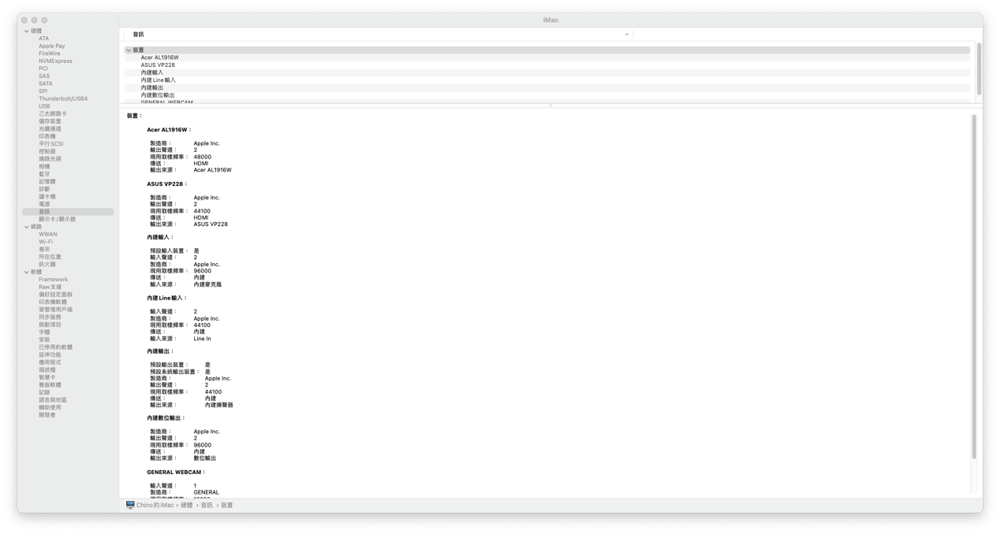 iMac
硬體
ATA
Apple Pay
FireWire
NVMExpress
PCI
SAS
SATA
SPI
Thunderbolt/USB4
USB
乙太網路卡
儲存裝置
光纖通道
印表機
平行 SCSI
控制器
燒錄光碟
相機
藍牙
記憶體
診斷
讀卡機
電源
音訊
顯示卡/顯示器
網路
WWAN
Wi-Fi
卷宗
所在位置
防火牆
軟體
Framework
Raw 支援
偏好設定面板
印表機軟體
受管理用戶端
同步服務
啟動項目
字體
安裝
已停用的軟體
延伸功能
應用程式
描述檔
智慧卡
舊版軟體
記錄
語言與地區
輔助使用
開發者
音訊
裝置
Acer AL1916W
ASUS VP228
內建輸入
內建 Line 輸入
內建輸出
內建數位輸出
GENERAL WEBCAM
裝置：
Acer AL1916W：
製造商： Apple Inc.
輸出聲道： 2
現用取樣頻率： 48000
傳送： HDMI
輸出來源： Acer AL1916W
ASUS VP228：
製造商： Apple Inc.
輸出聲道： 2
現用取樣頻率： 44100
傳送： HDMI
輸出來源： ASUS VP228
內建輸入：
預設輸入裝置： 是
輸入聲道： 2
製造商： Apple Inc.
現用取樣頻率： 96000
傳送： 內建
輸入來源： 內建麥克風
內建 Line 輸入：
輸入聲道： 2
製造商： Apple Inc.
現用取樣頻率： 44100
傳送： 內建
輸入來源： Line In
內建輸出：
預設輸出裝置： 是
預設系統輸出裝置： 是
製造商： Apple Inc.
輸出聲道： 2
現用取樣頻率： 44100
傳送： 內建
輸出來源： 內建揚聲器
內建數位輸出：
製造商： Apple Inc.
輸出聲道： 2
現用取樣頻率： 96000
傳送： 內建
輸出來源： 數位輸出
GENERAL WEBCAM：
輸入聲道： 1
製造商： GENERAL
Chino 的 iMac › 硬體 › 音訊 › 裝置